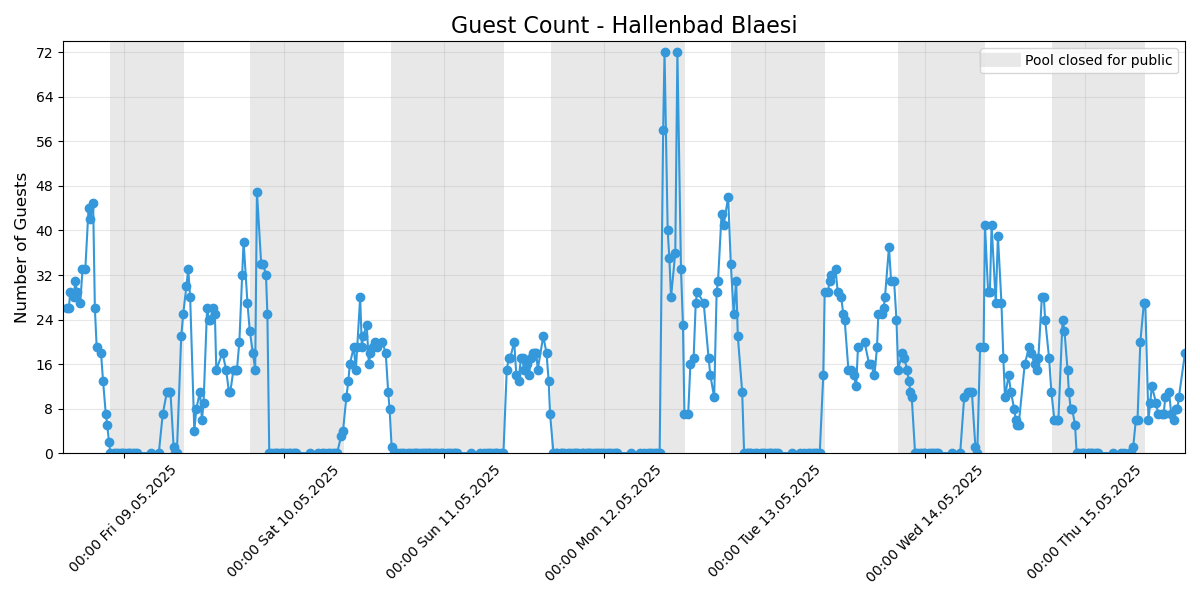 Guest Count - Hallenbad Blaesi
Pool closed for public
Number of Guests
72
64
56
48
40
32
24
16
8
0
00:00 Fri 09.05.2025
00:00 Sat 10.05.2025
00:00 Sun 11.05.2025
00:00 Mon 12.05.2025
00:00 Tue 13.05.2025
00:00 Wed 14.05.2025
00:00 Thu 15.05.2025